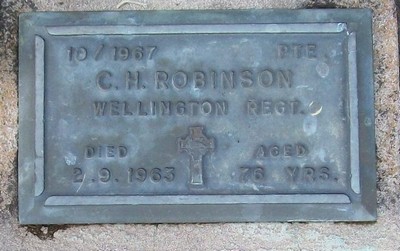 10/1967 PTE.
C.H. ROBINSON
WELLINGTON REGT.
DIED AGED
2.9.1963 76 YRS.